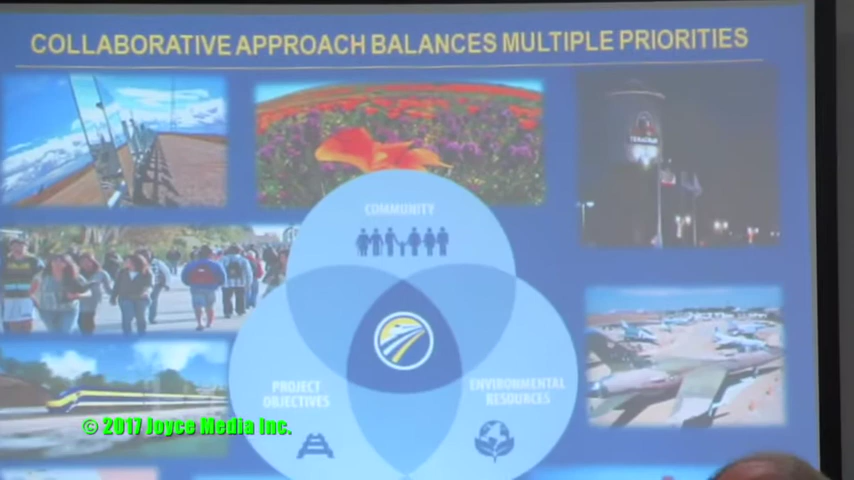 COLLABORATIVE APPROACH BALANCES MULTIPLE PRIORITIES
COMMUNITY
PROJECT
OBJECTIVES
ENVIRONMENTAL
RESOURCES
© 2017 Joyce Media Inc.